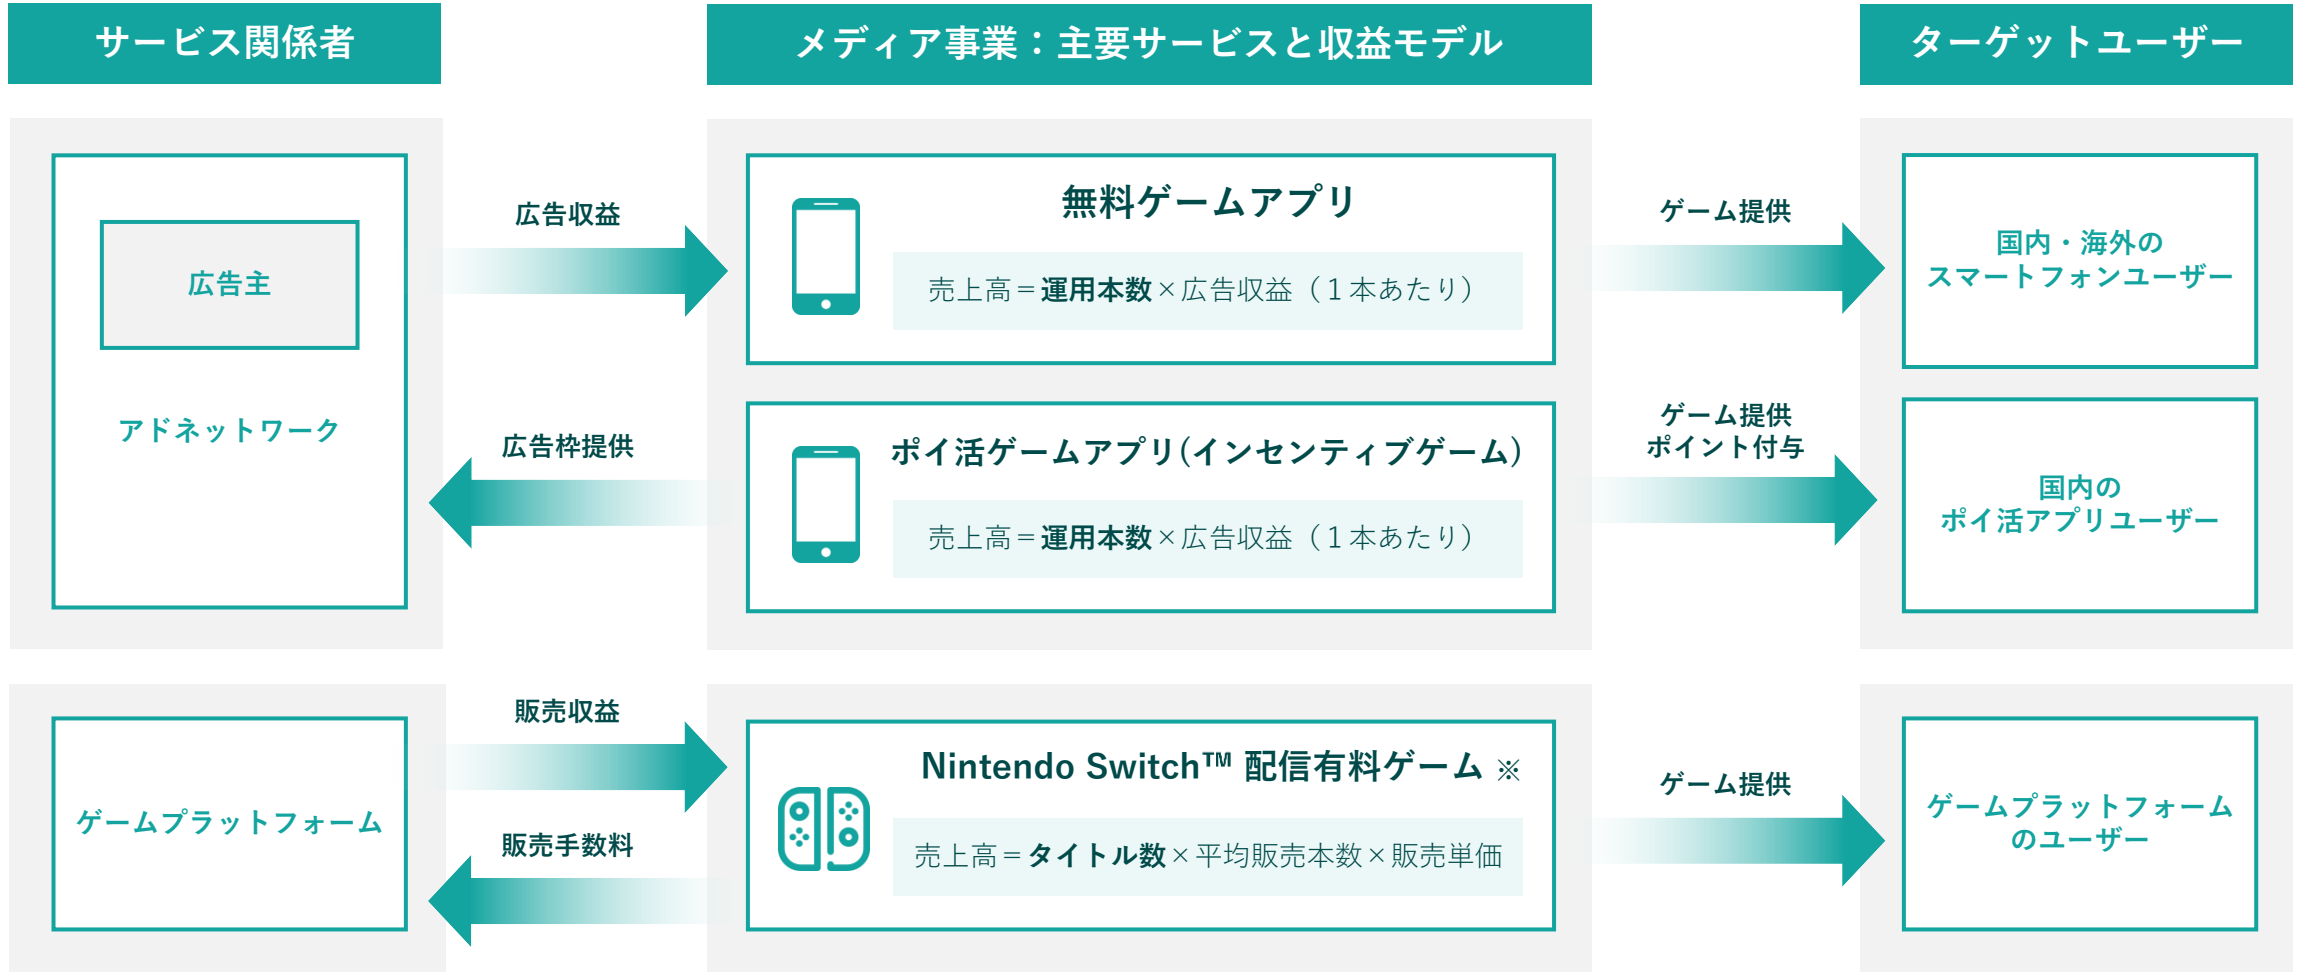 サービス関係者
メディア事業：主要サービスと収益モデル
ターゲットユーザー
広告主
アドネットワーク
広告収益
広告枠提供
無料ゲームアプリ
売上高＝運用本数×広告収益（１本あたり）
ポイ活ゲームアプリ(インセンティブゲーム)
売上高＝運用本数×広告収益（１本あたり）
ゲーム提供
国内・海外の
スマートフォンユーザー
ゲーム提供
ポイント付与
国内の
ポイ活アプリユーザー
ゲームプラットフォーム
販売収益
販売手数料
Nintendo Switch™ 配信有料ゲーム ※
売上高＝タイトル数×平均販売本数×販売単価
ゲーム提供
ゲームプラットフォーム
のユーザー